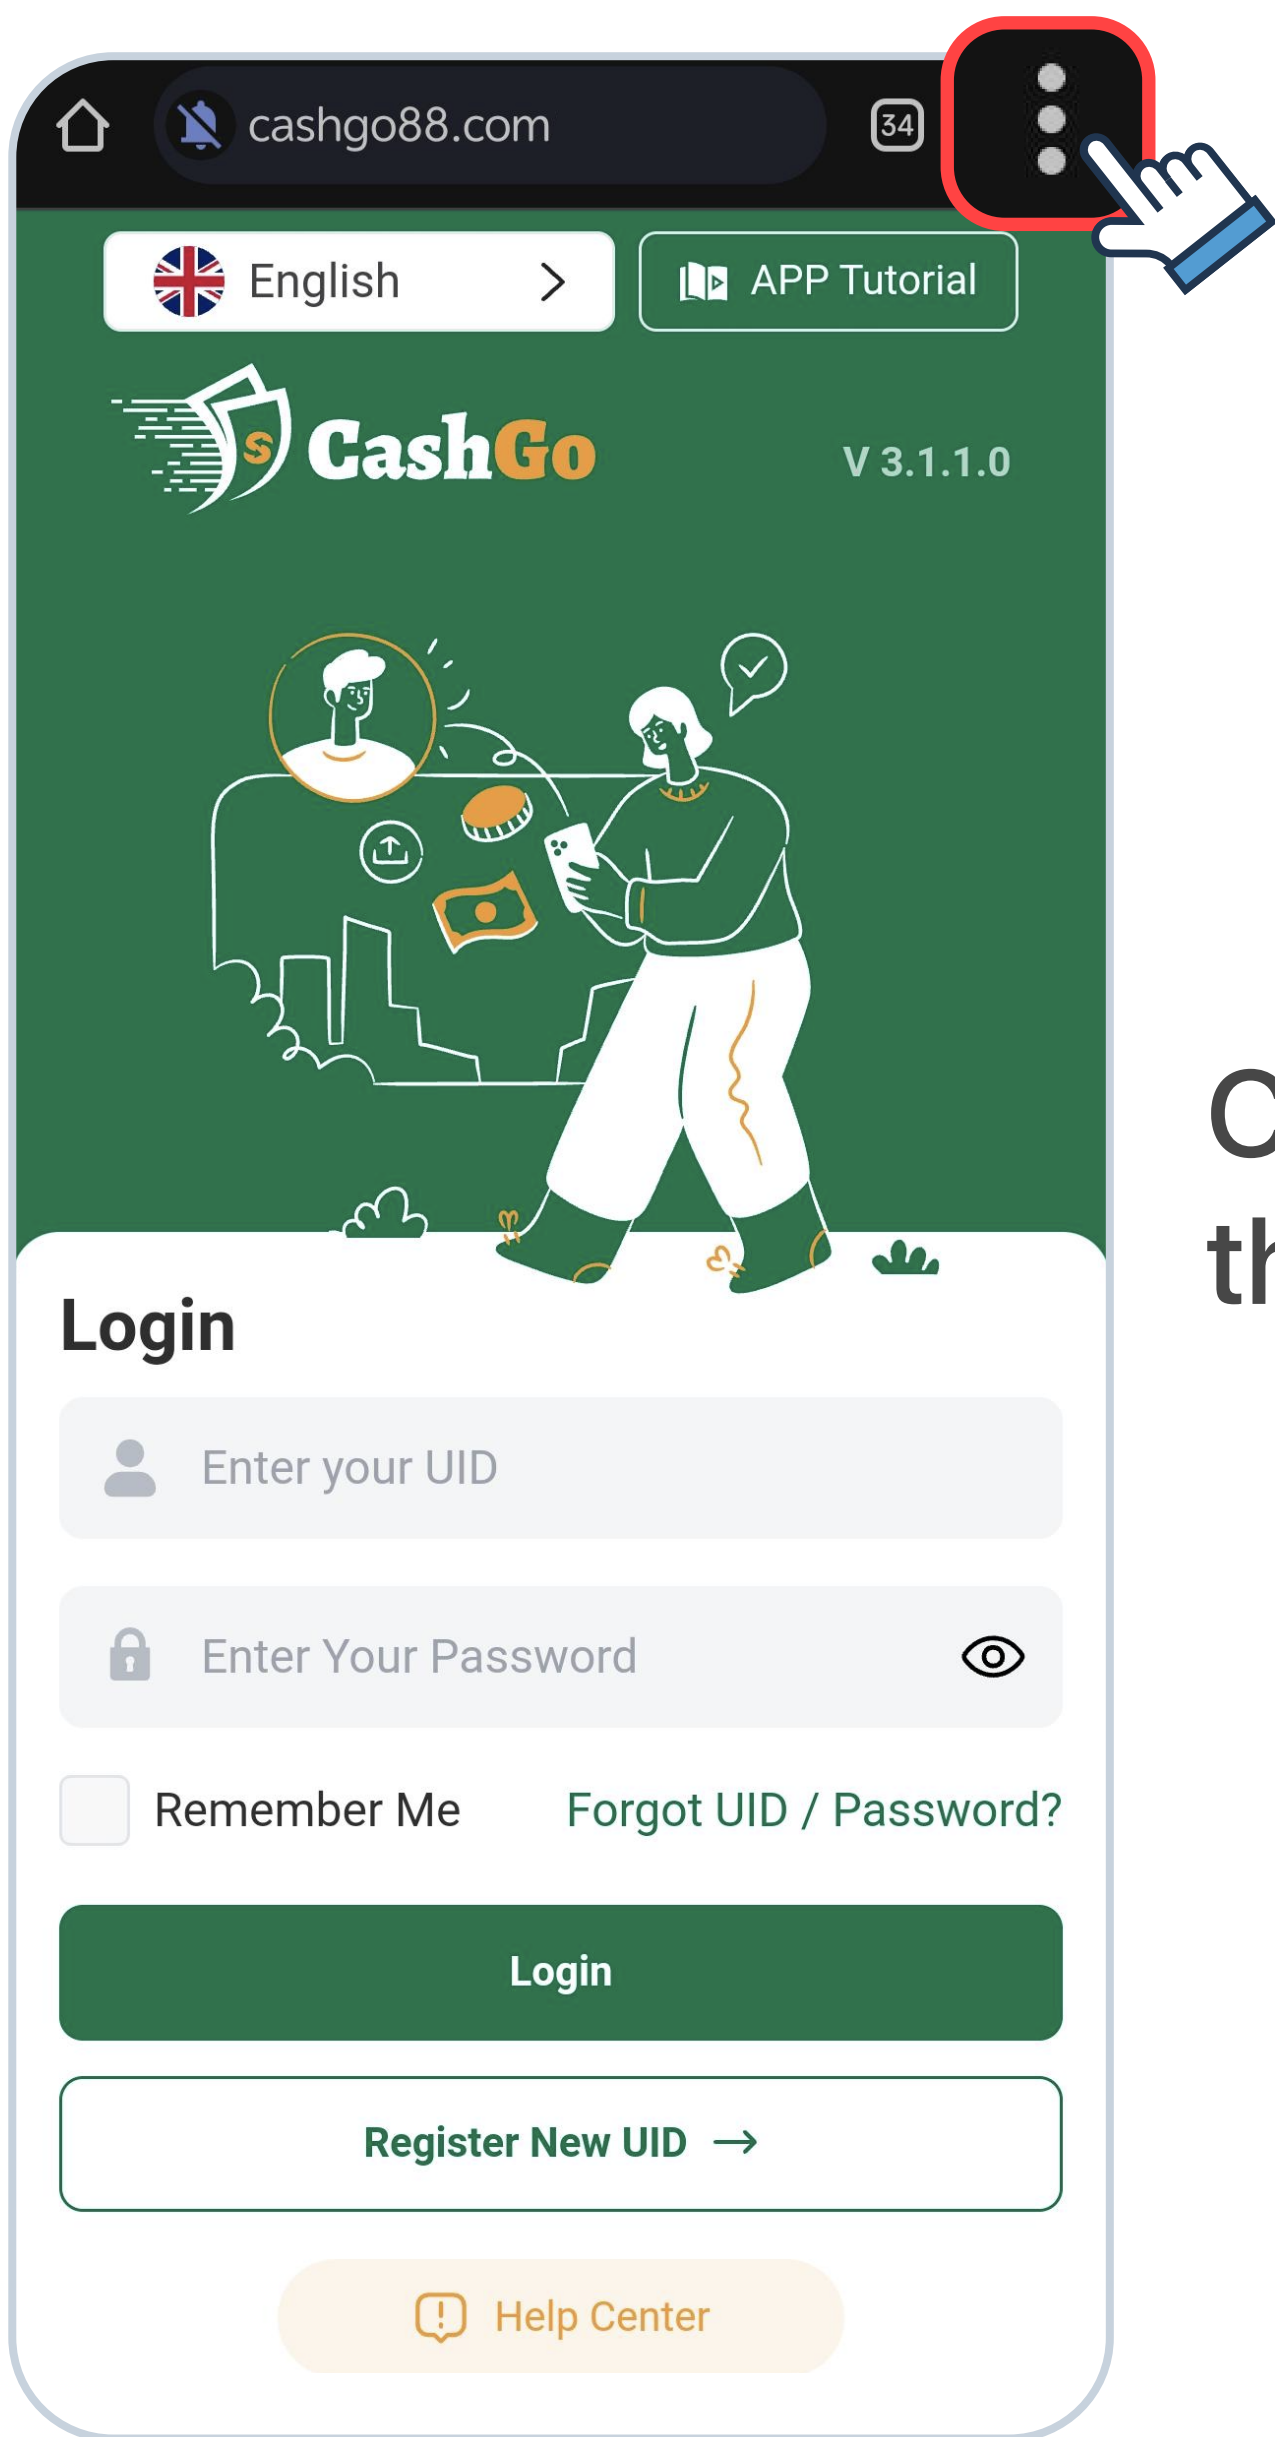 cashgo88.com
34
English
APP Tutorial
CashGo
V 3.1.1.0
Login
Enter your UID
Enter Your Password
Remember Me
Forgot UID / Password?
Login
Register New UID →
Help Center